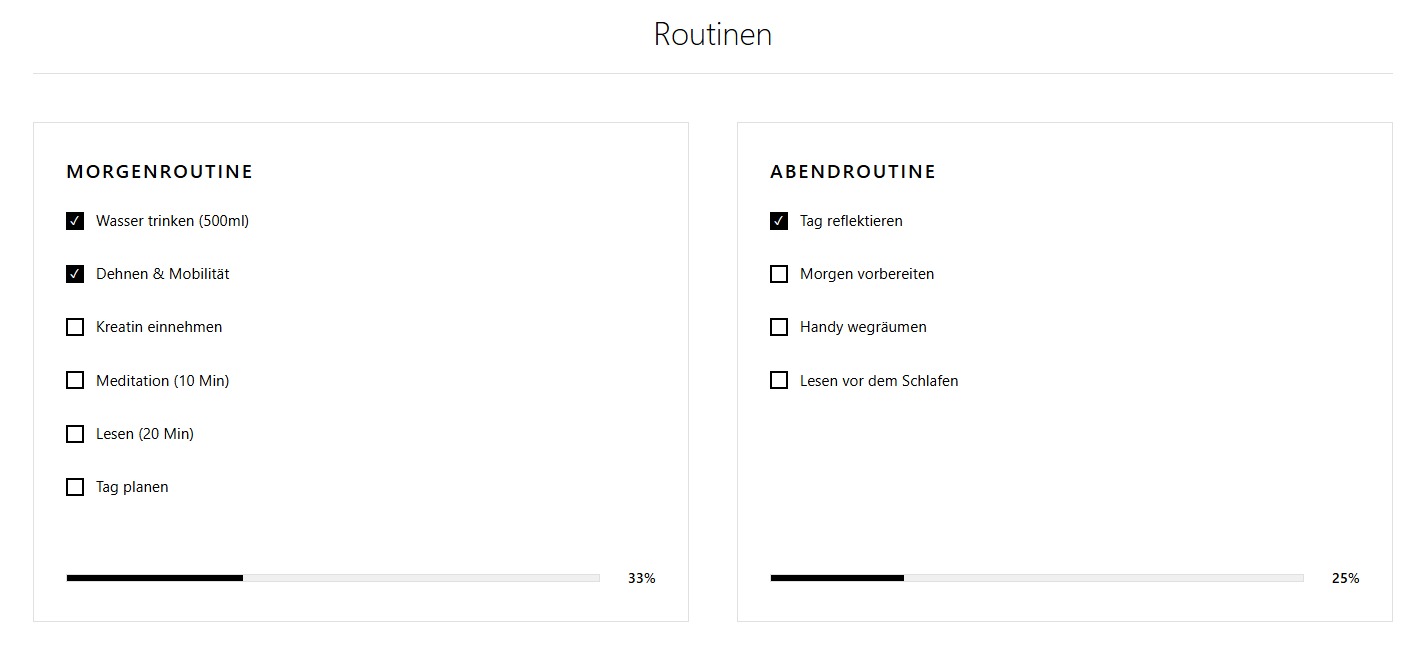 Routinen
MORGENROUTINE
Wasser trinken (500ml)
Dehnen & Mobilität
Kreatin einnehmen
Meditation (10 Min)
Lesen (20 Min)
Tag planen
33%
ABENDROUTINE
Tag reflektieren
Morgen vorbereiten
Handy wegräumen
Lesen vor dem Schlafen
25%